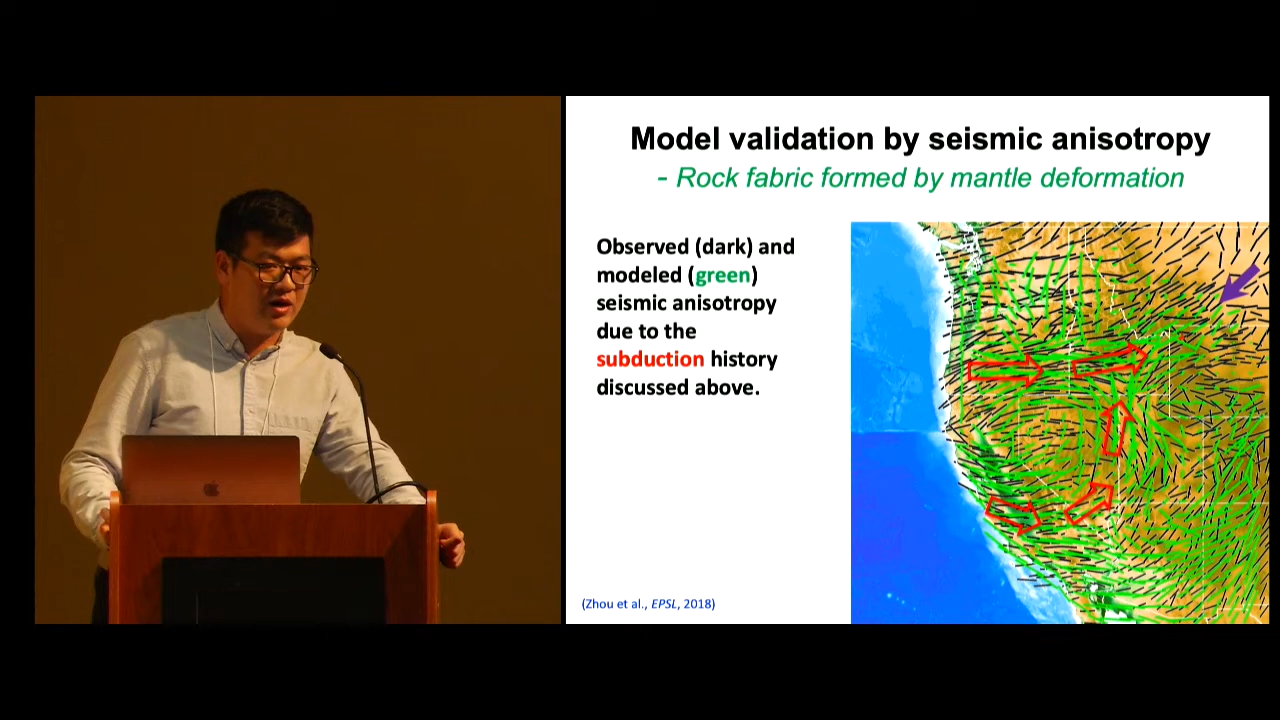 Model validation by seismic anisotropy
- Rock fabric formed by mantle deformation
Observed (dark) and
modeled (green)
seismic anisotropy
due to the
subduction history
discussed above.
(Zhou et al., EPSL, 2018)